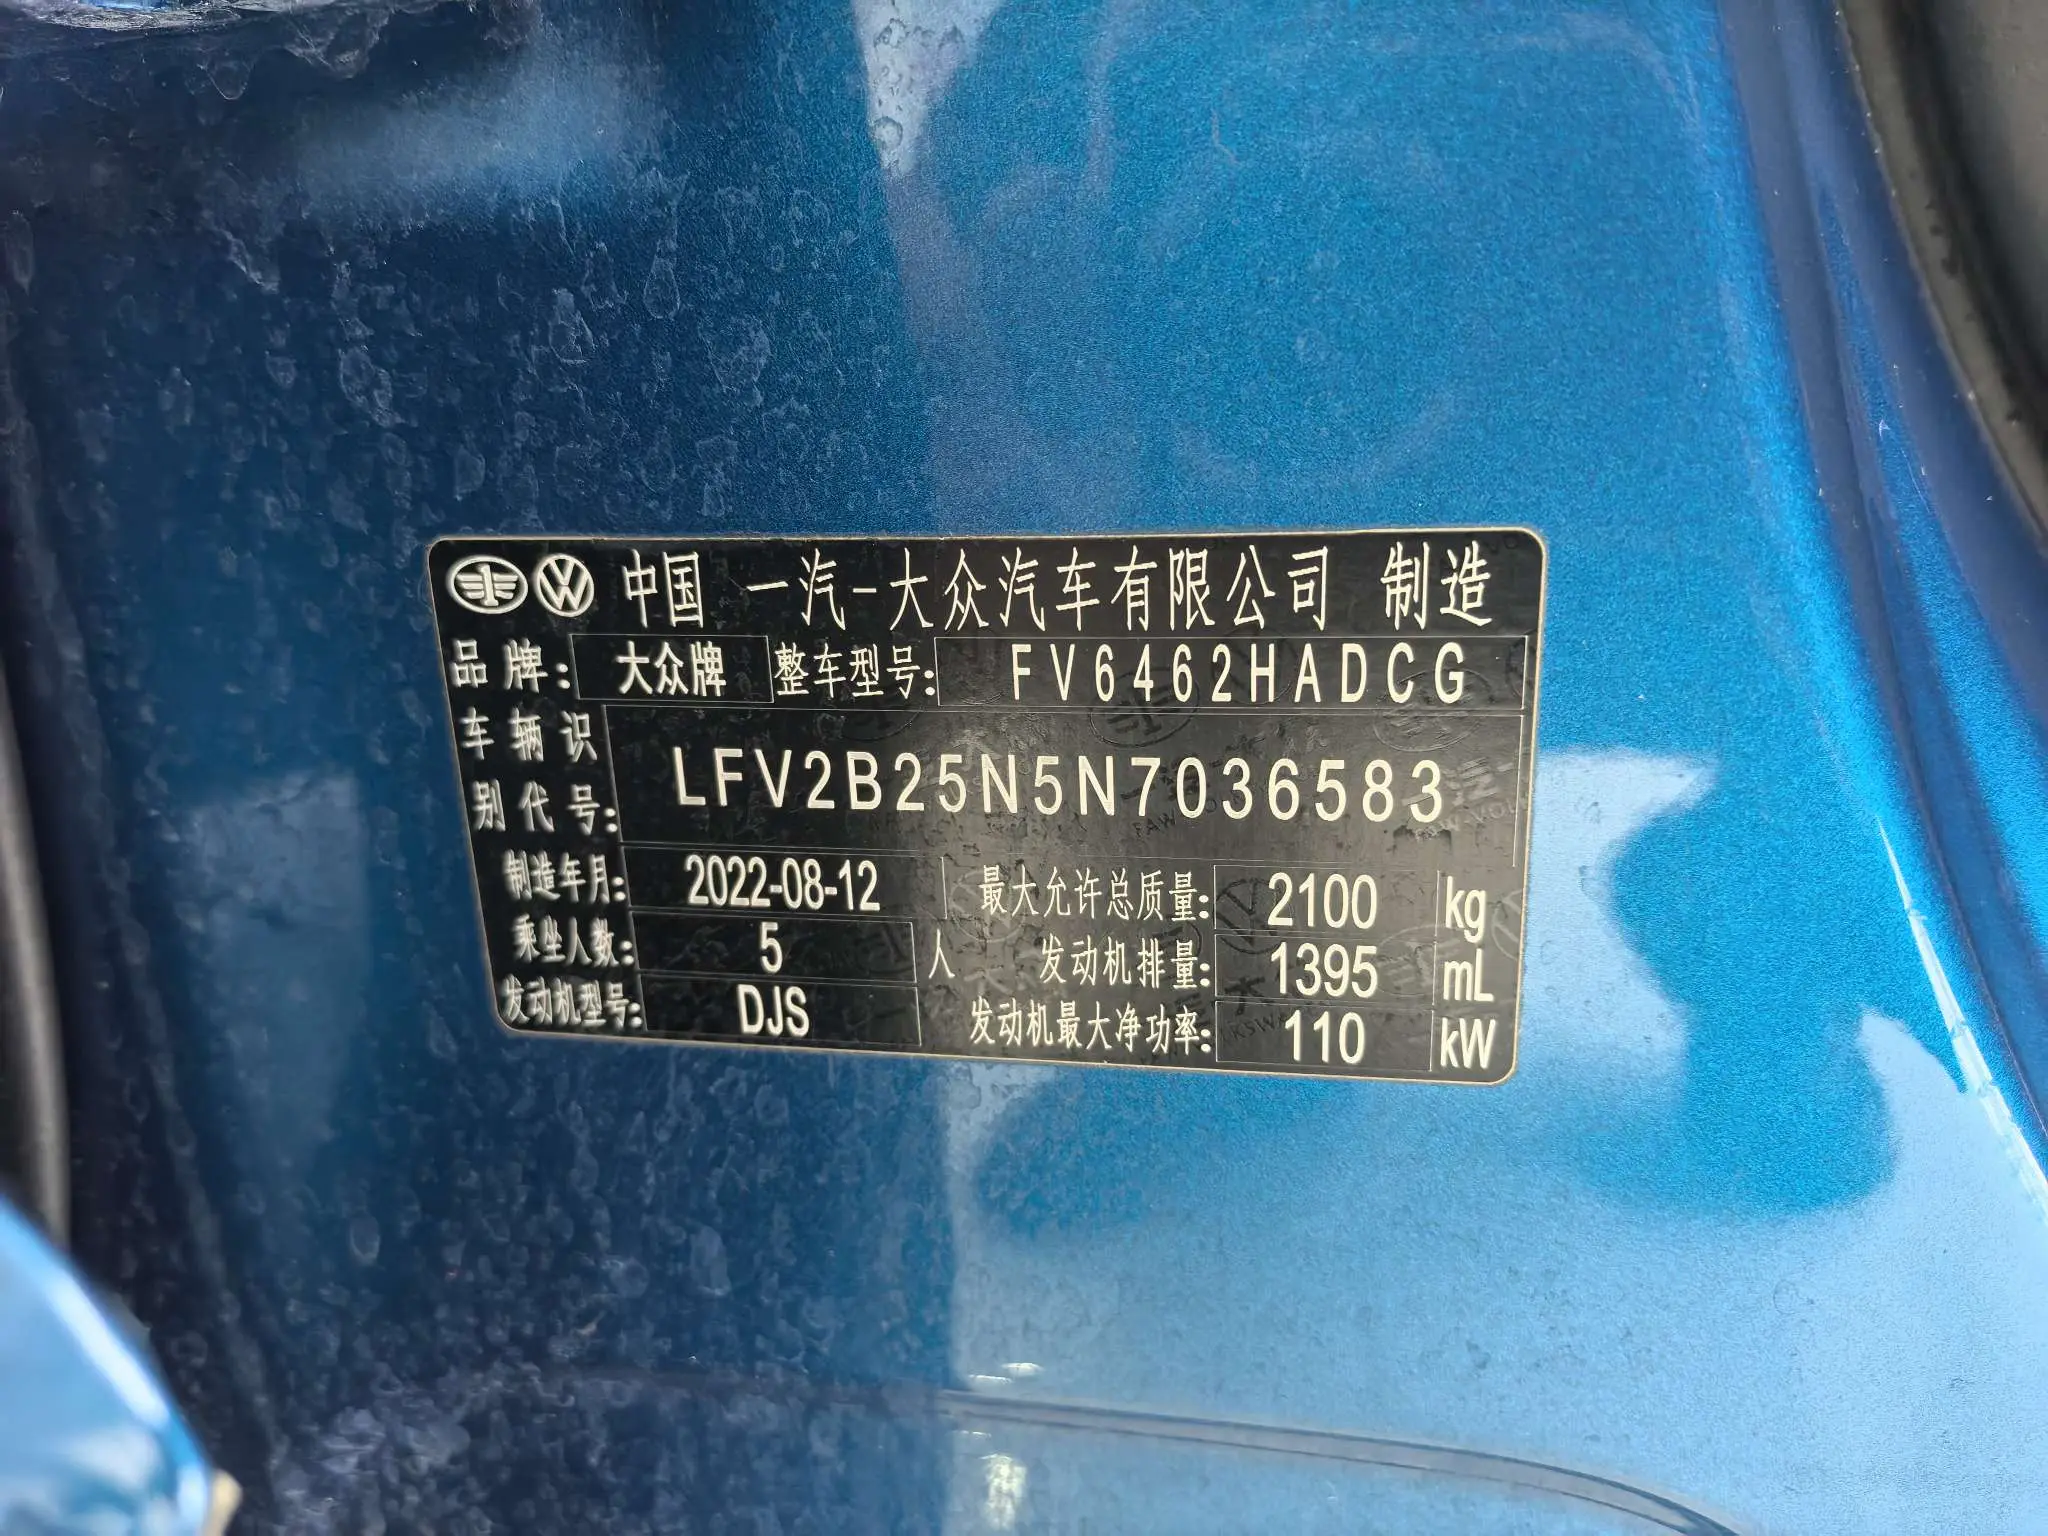 中国 一汽-大众汽车有限公司 制造
品牌: 大众牌 整车型号: FV6462HADCG
车辆识
别代号: LFV2B25N5N7036583
制造年月: 2022-08-12 最大允许总质量: 2100 kg
乘坐人数: 5 人 发动机排量: 1395 mL
发动机型号: DJS 发动机最大净功率: 110 kW